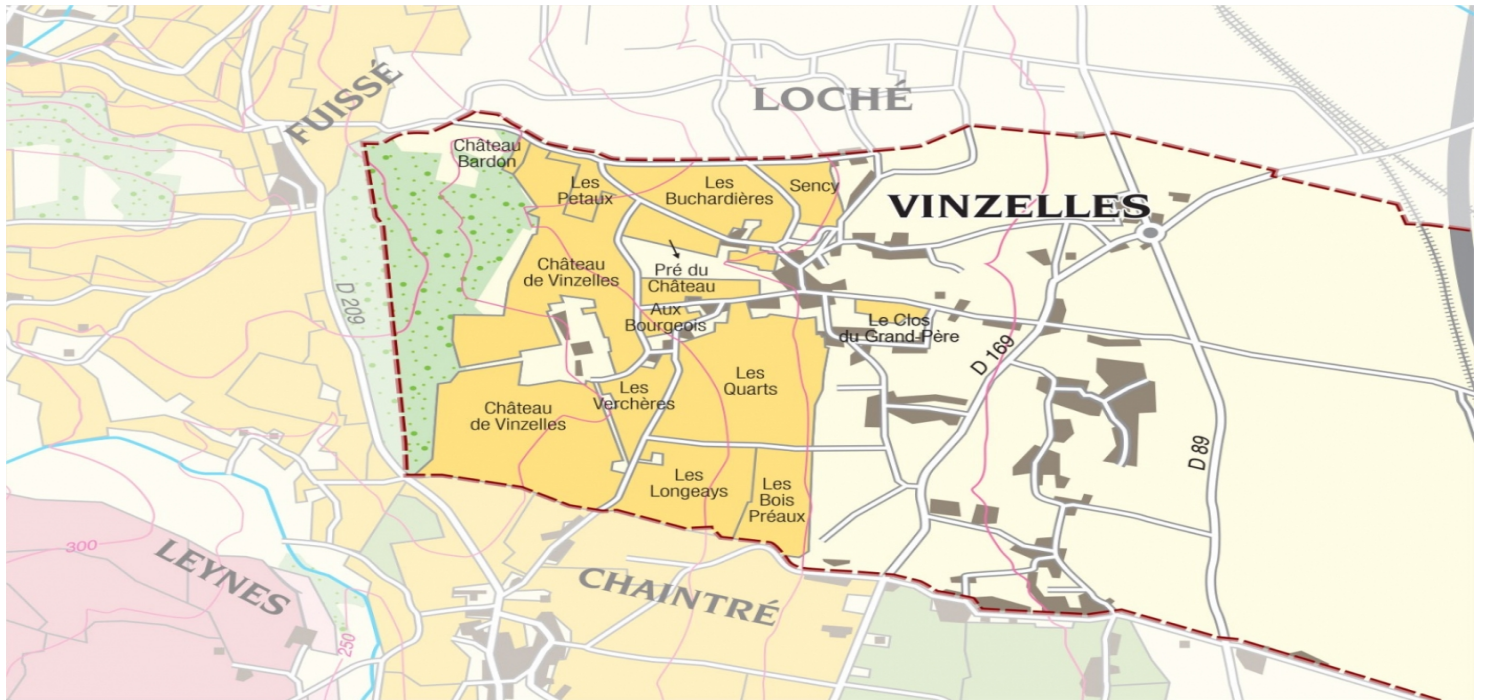 FUISSÉ
LOCHÉ
Château
Bardon
Les
Petaux
Les
Buchardières
Sency
VINZELLES
Château
de Vinzelles
Pré du
Château
D 209
Aux
Bourgeois
Le Clos
du Grand-Père
D 169
Les
Quarts
Les
Verchères
Château
de Vinzelles
D 89
Les
Longeays
Les
Bois
Préaux
300
LEYNES
CHAINTRÉ
250